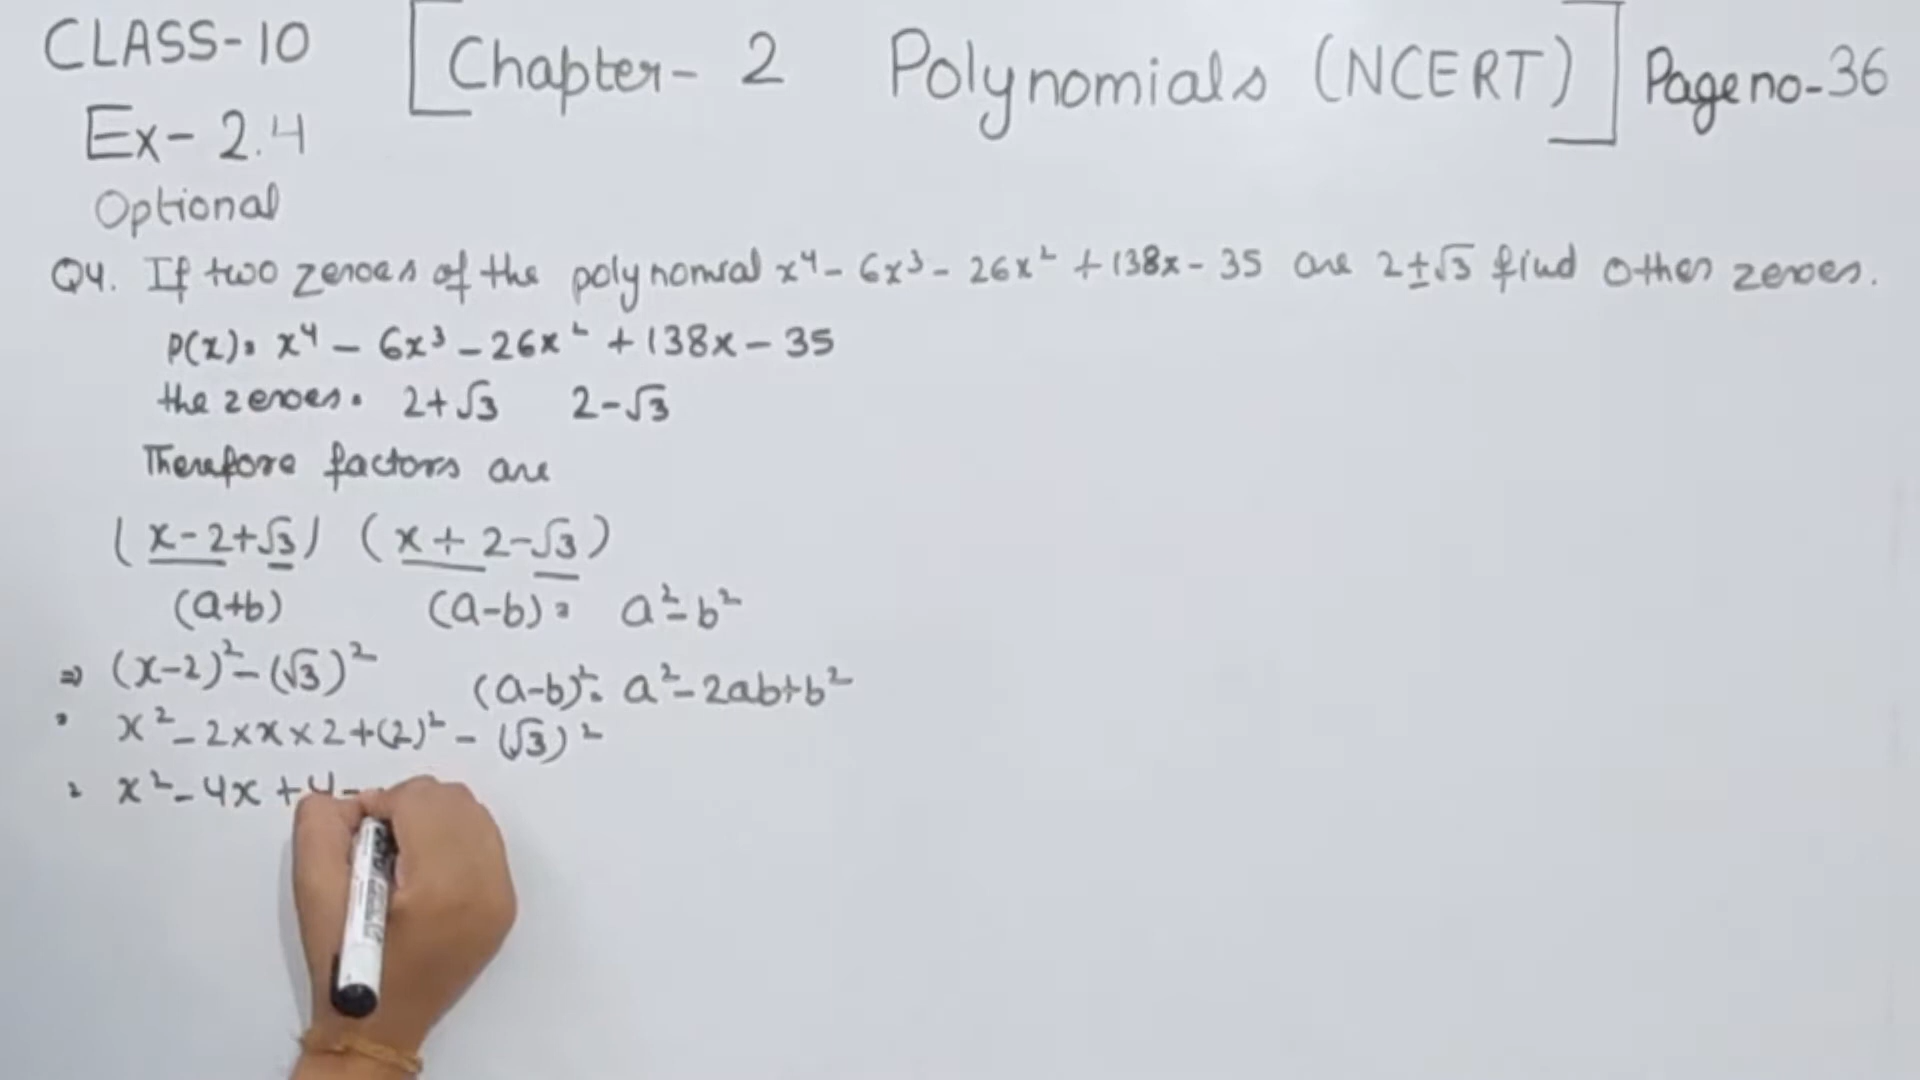 CLASS-10 [Chapter- 2 Polynomials (NCERT)] Page no-36
Ex- 2.4
Optional
Q4. If two zeroes of the polynomial x⁴ - 6x³ - 26x² + 138x - 35 are 2±√3 find other zeroes.
P(x) = x⁴ - 6x³ - 26x² + 138x - 35
the zeroes = 2+√3 2-√3
Therefore factors are
(x-2+√3) (x+2-√3)
(a+b) (a-b) = a²-b²
⇒ (x-2)²-(√3)² (a-b)² = a²-2ab+b²
= x²-2×x×2+(2)² - (√3)²
= x²-4x+4-